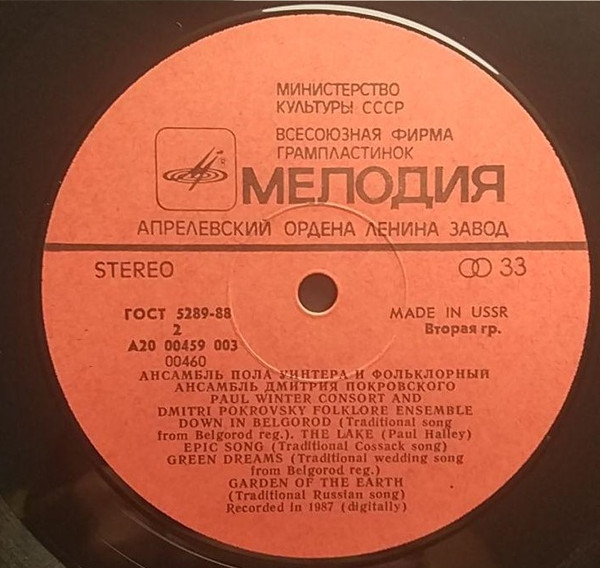 МИНИСТЕРСТВО
КУЛЬТУРЫ СССР
ВСЕСОЮЗНАЯ ФИРМА
ГРАМПЛАСТИНОК
МЕЛОДИЯ
АПРЕЛЕВСКИЙ ОРДЕНА ЛЕНИНА ЗАВОД
STEREO
33
ГОСТ 5289-88
MADE IN USSR
2
Вторая гр.
А20 00459 003
00460
АНСАМБЛЬ ПОЛА УИНТЕРА И ФОЛЬКЛОРНЫЙ
АНСАМБЛЬ ДМИТРИЯ ПОКРОВСКОГО
PAUL WINTER CONSORT AND
DMITRI POKROVSKY FOLKLORE ENSEMBLE
DOWN IN BELGOROD (Traditional song
from Belgorod reg.). THE LAKE (Paul Halley)
EPIC SONG (Traditional Cossack song)
GREEN DREAMS (Traditional wedding song
from Belgorod reg.)
GARDEN OF THE EARTH
(Traditional Russian song)
Recorded in 1987 (digitally)